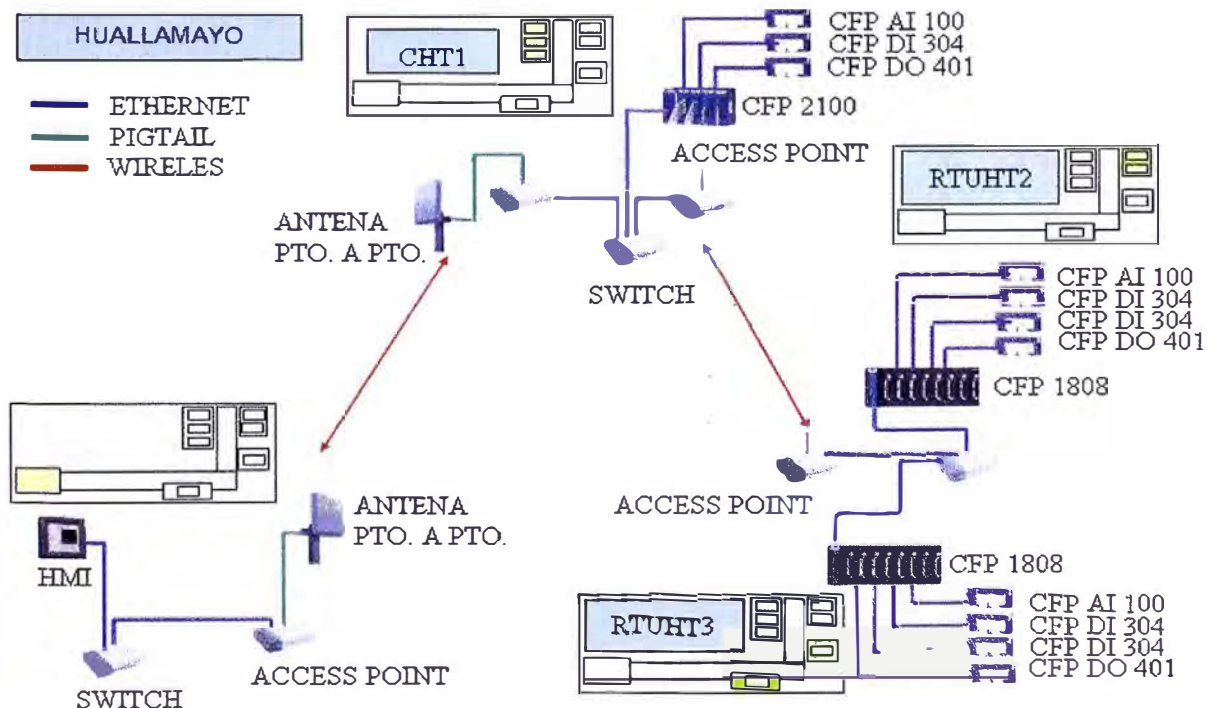 HUALLAMAYO
ETHERNET
PIGTAIL
WIRELES
CHT1
CFP AI 100
CFP DI 304
CFP DO 401
CFP 2100
ACCESS POINT
RTUHT2
ANTENA
PTO. A PTO.
SWITCH
CFP AI 100
CFP DI 304
CFP DI 304
CFP DO 401
CFP 1808
ACCESS POINT
ANTENA
PTO. A PTO.
HMI
SWITCH
ACCESS POINT
CFP 1808
RTUHT3
CFP AI 100
CFP DI 304
CFP DI 304
CFP DO 401